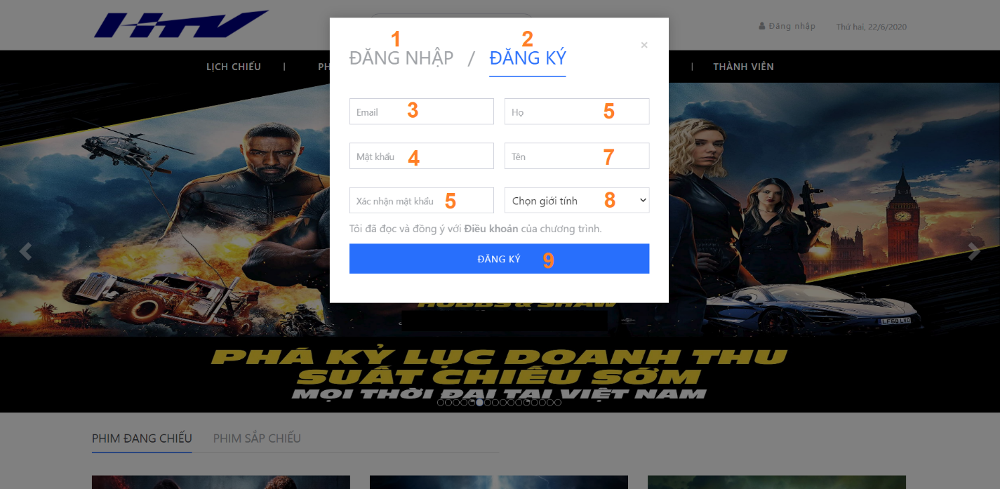 HTV
Đăng nhập
Thứ hai, 22/6/2020
LỊCH CHIẾU | PH
| THÀNH VIÊN
1
2
ĐĂNG NHẬP / ĐĂNG KÝ
×
Email 3
Họ 5
Mật khẩu 4
Tên 7
Xác nhận mật khẩu 5
Chọn giới tính 8
Tôi đã đọc và đồng ý với Điều khoản của chương trình.
ĐĂNG KÝ 9
HOBBS & SHAW
LF68 LVO
PHÁ KỶ LỤC DOANH THU
SUẤT CHIẾU SỚM
MỌI THỜI ĐẠI TẠI VIỆT NAM
PHIM ĐANG CHIẾU
PHIM SẮP CHIẾU